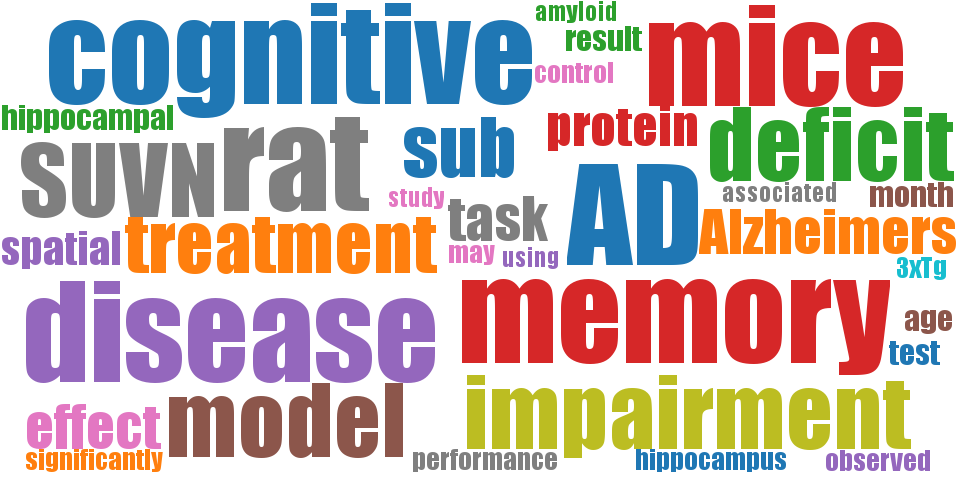 cognitive
amyloid
result
control
mice
hippocampal
suvn
rat
sub
protein
deficit
study
task
AD
associated
month
spatial
treatment
may
using
Alzheimers
3xTg
disease
memory
age
test
effect
model
impairment
significantly
performance
hippocampus
observed